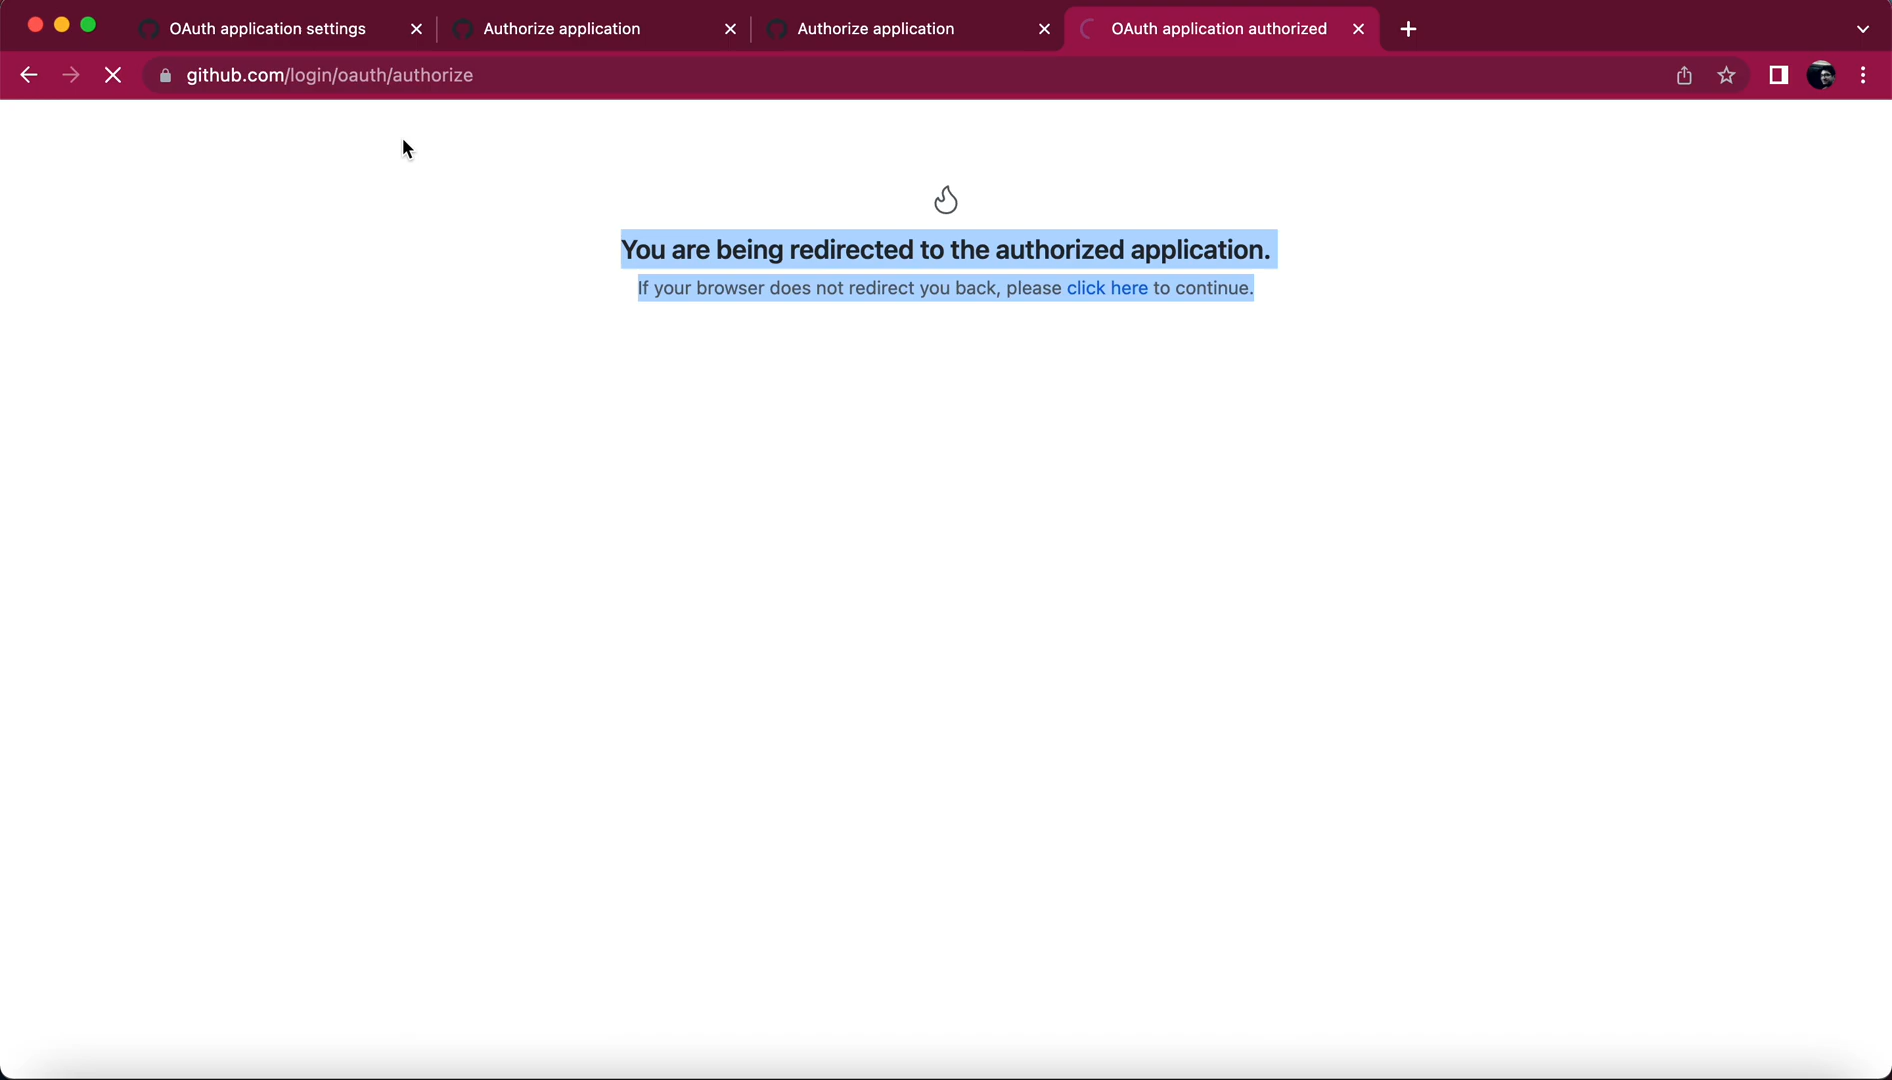 OAuth application settings
Authorize application
Authorize application
OAuth application authorized
github.com/login/oauth/authorize
You are being redirected to the authorized application.
If your browser does not redirect you back, please click here to continue.